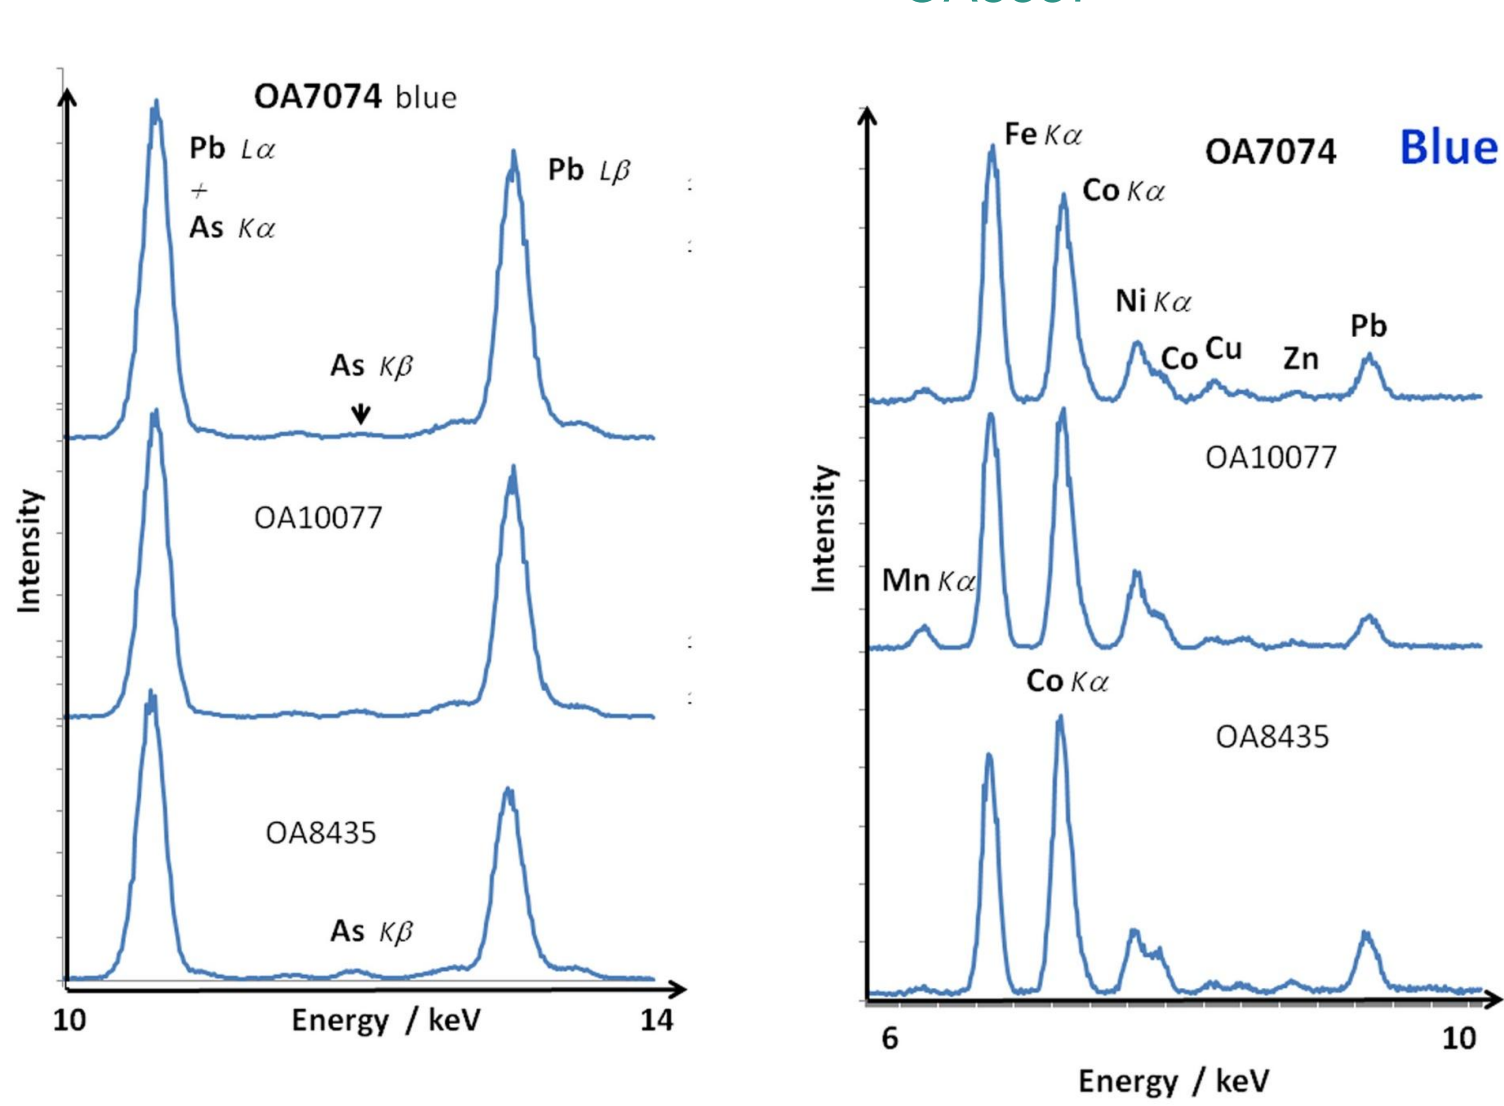 OA7074 blue
Pb Lα
+
As Kα
Pb Lβ
As Kβ
OA10077
OA8435
As Kβ
Intensity
10
Energy / keV
14
Fe Kα
OA7074
Blue
Co Kα
Ni Kα
Co
Cu
Zn
Pb
OA10077
Mn Kα
Co Kα
OA8435
Intensity
6
10
Energy / keV